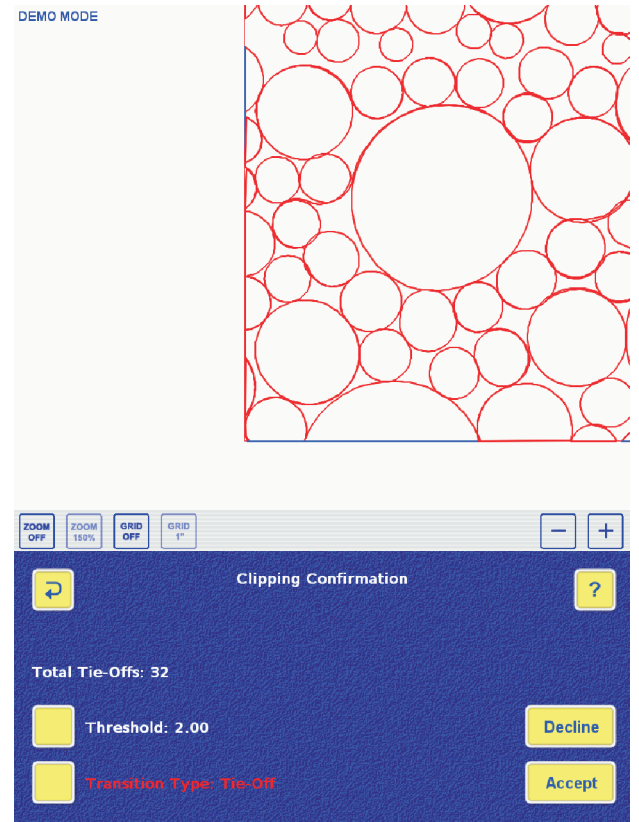 DEMO MODE
ZOOM OFF
ZOOM 150%
GRID OFF
GRID 1"
− +
Clipping Confirmation
?
Total Tie-Offs: 32
Threshold: 2.00
Decline
Transition Type: Tie-Off
Accept